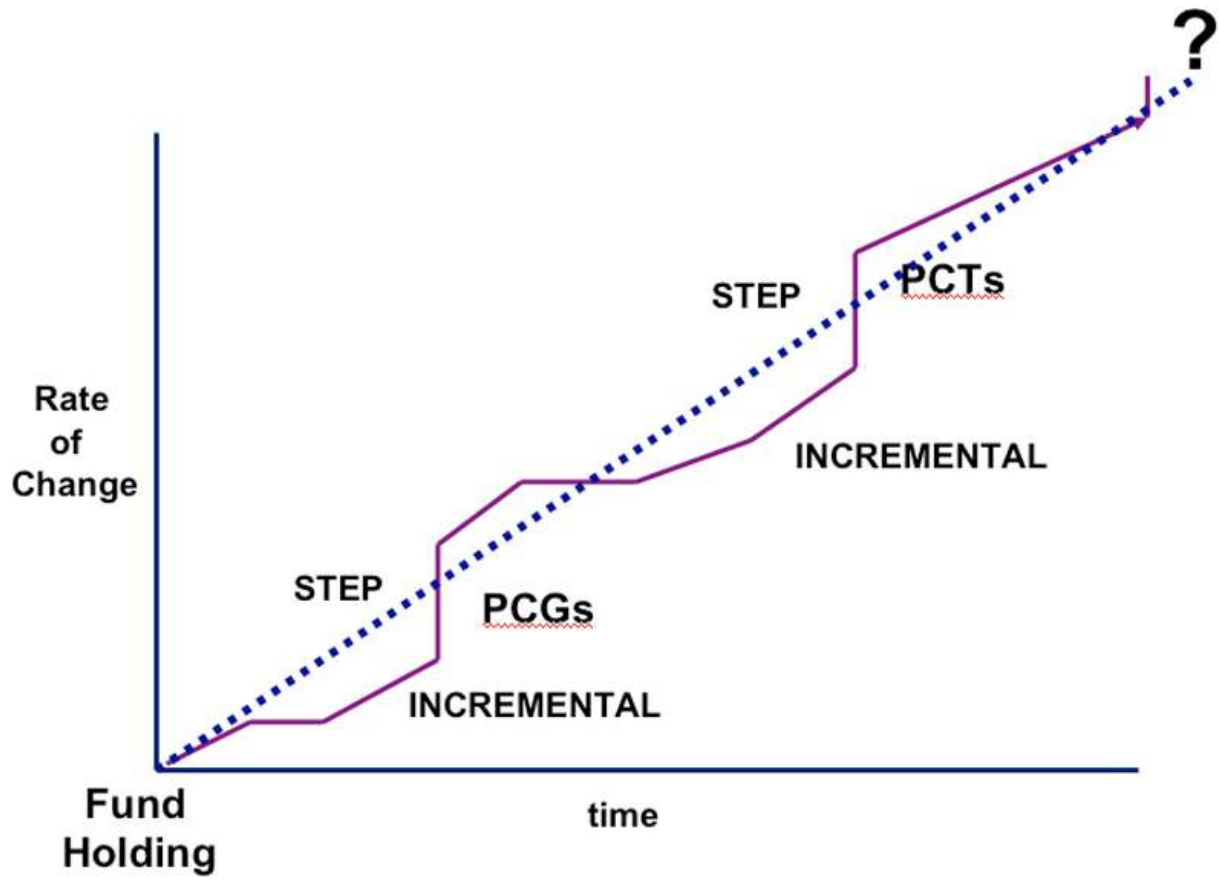 ?
STEP
PCTs
Rate
of
Change
INCREMENTAL
STEP
PCGs
INCREMENTAL
Fund
Holding
time